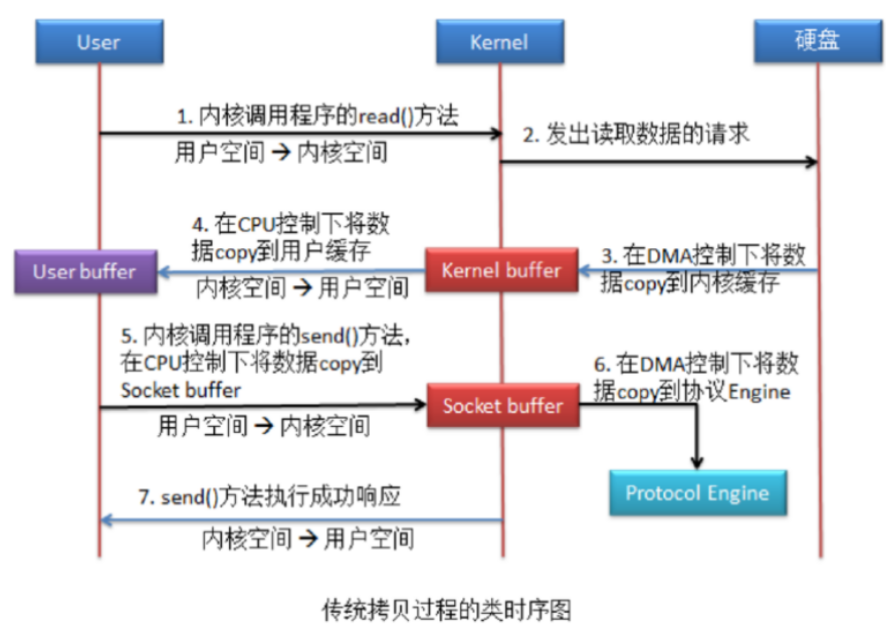 User
Kernel
硬盘
1. 内核调用程序的read()方法
用户空间 → 内核空间
2. 发出读取数据的请求
4. 在CPU控制下将数
据copy到用户缓存
内核空间 → 用户空间
3. 在DMA控制下将数
据copy到内核缓存
User buffer
Kernel buffer
5. 内核调用程序的send()方法，
在CPU控制下将数据copy到
Socket buffer
用户空间 → 内核空间
6. 在DMA控制下将数
据copy到协议Engine
Socket buffer
Protocol Engine
7. send()方法执行成功响应
内核空间 → 用户空间
传统拷贝过程的类时序图